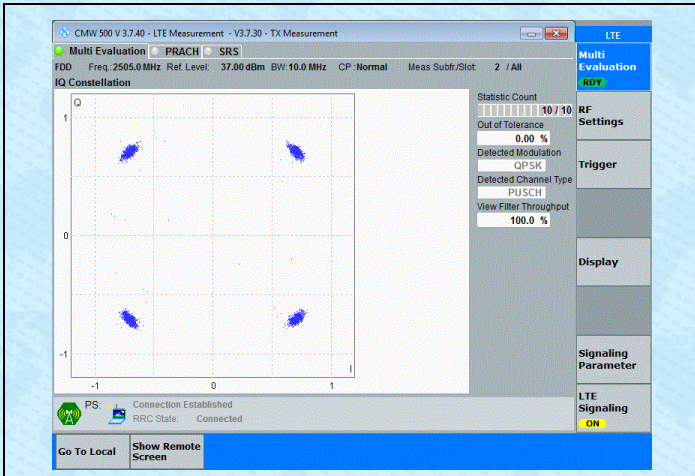 CMW 500 V 3.7.40 - LTE Measurement - V3.7.30 - TX Measurement
LTE
Multi Evaluation PRACH SRS
FDD Freq.:2505.0 MHz Ref. Level: 37.00 dBm BW:10.0 MHz CP :Normal Meas Subfr./Slot: 2 / All
IQ Constellation
Q
1
0
-1
-1 0 1
I
Statistic Count
10 / 10
Out of Tolerance
0.00 %
Detected Modulation
QPSK
Detected Channel Type
PUSCH
View Filter Throughput
100.0 %
Multi
Evaluation
RDY
RF
Settings
Trigger
Display
Signaling
Parameter
LTE
Signaling
ON
PS: Connection Established
RRC State: Connected
Go To Local
Show Remote
Screen